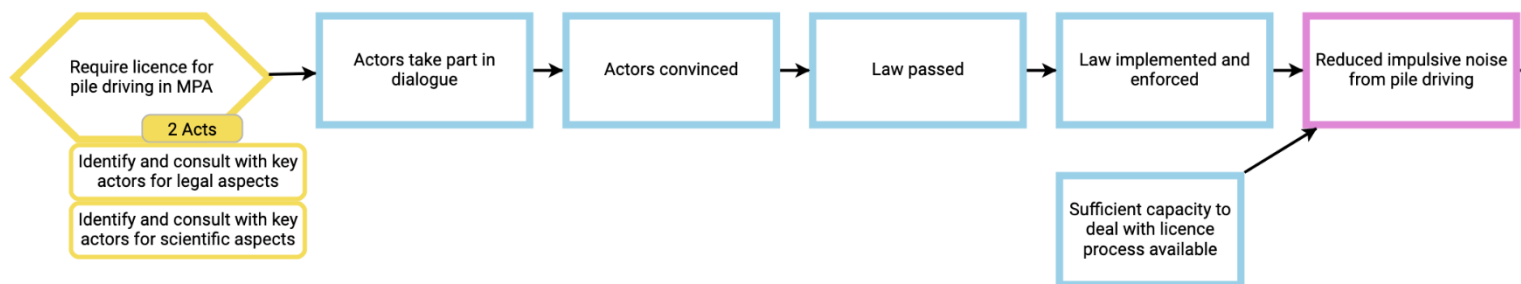 Require licence for
pile driving in MPA
2 Acts
Identify and consult with key
actors for legal aspects
Identify and consult with key
actors for scientific aspects
Actors take part in
dialogue
Actors convinced
Law passed
Law implemented and
enforced
Reduced impulsive noise
from pile driving
Sufficient capacity to
deal with licence
process available